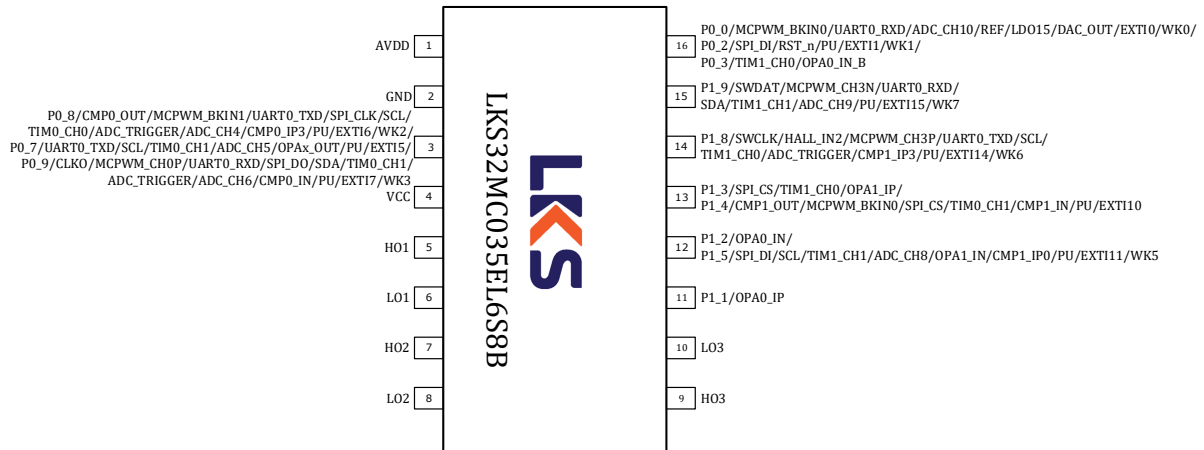 AVDD 1
GND 2
P0_8/CMP0_OUT/MCPWM_BKIN1/UART0_TXD/SPI_CLK/SCL/
TIM0_CH0/ADC_TRIGGER/ADC_CH4/CMP0_IP3/PU/EXTI6/WK2/
P0_7/UART0_TXD/SCL/TIM0_CH1/ADC_CH5/OPAx_OUT/PU/EXTI5/ 3
P0_9/CLKO/MCPWM_CH0P/UART0_RXD/SPI_DO/SDA/TIM0_CH1/
ADC_TRIGGER/ADC_CH6/CMP0_IN/PU/EXTI7/WK3
VCC 4
HO1 5
LO1 6
HO2 7
LO2 8
LKS32MC035EL6S8B
LKS
P0_0/MCPWM_BKIN0/UART0_RXD/ADC_CH10/REF/LDO15/DAC_OUT/EXTI0/WK0/
16 P0_2/SPI_DI/RST_n/PU/EXTI1/WK1/
P0_3/TIM1_CH0/OPA0_IN_B
P1_9/SWDAT/MCPWM_CH3N/UART0_RXD/
15 SDA/TIM1_CH1/ADC_CH9/PU/EXTI15/WK7
14 P1_8/SWCLK/HALL_IN2/MCPWM_CH3P/UART0_TXD/SCL/
TIM1_CH0/ADC_TRIGGER/CMP1_IP3/PU/EXTI14/WK6
13 P1_3/SPI_CS/TIM1_CH0/OPA1_IP/
P1_4/CMP1_OUT/MCPWM_BKIN0/SPI_CS/TIM0_CH1/CMP1_IN/PU/EXTI10
12 P1_2/OPA0_IN/
P1_5/SPI_DI/SCL/TIM1_CH1/ADC_CH8/OPA1_IN/CMP1_IP0/PU/EXTI11/WK5
11 P1_1/OPA0_IP
10 LO3
9 HO3